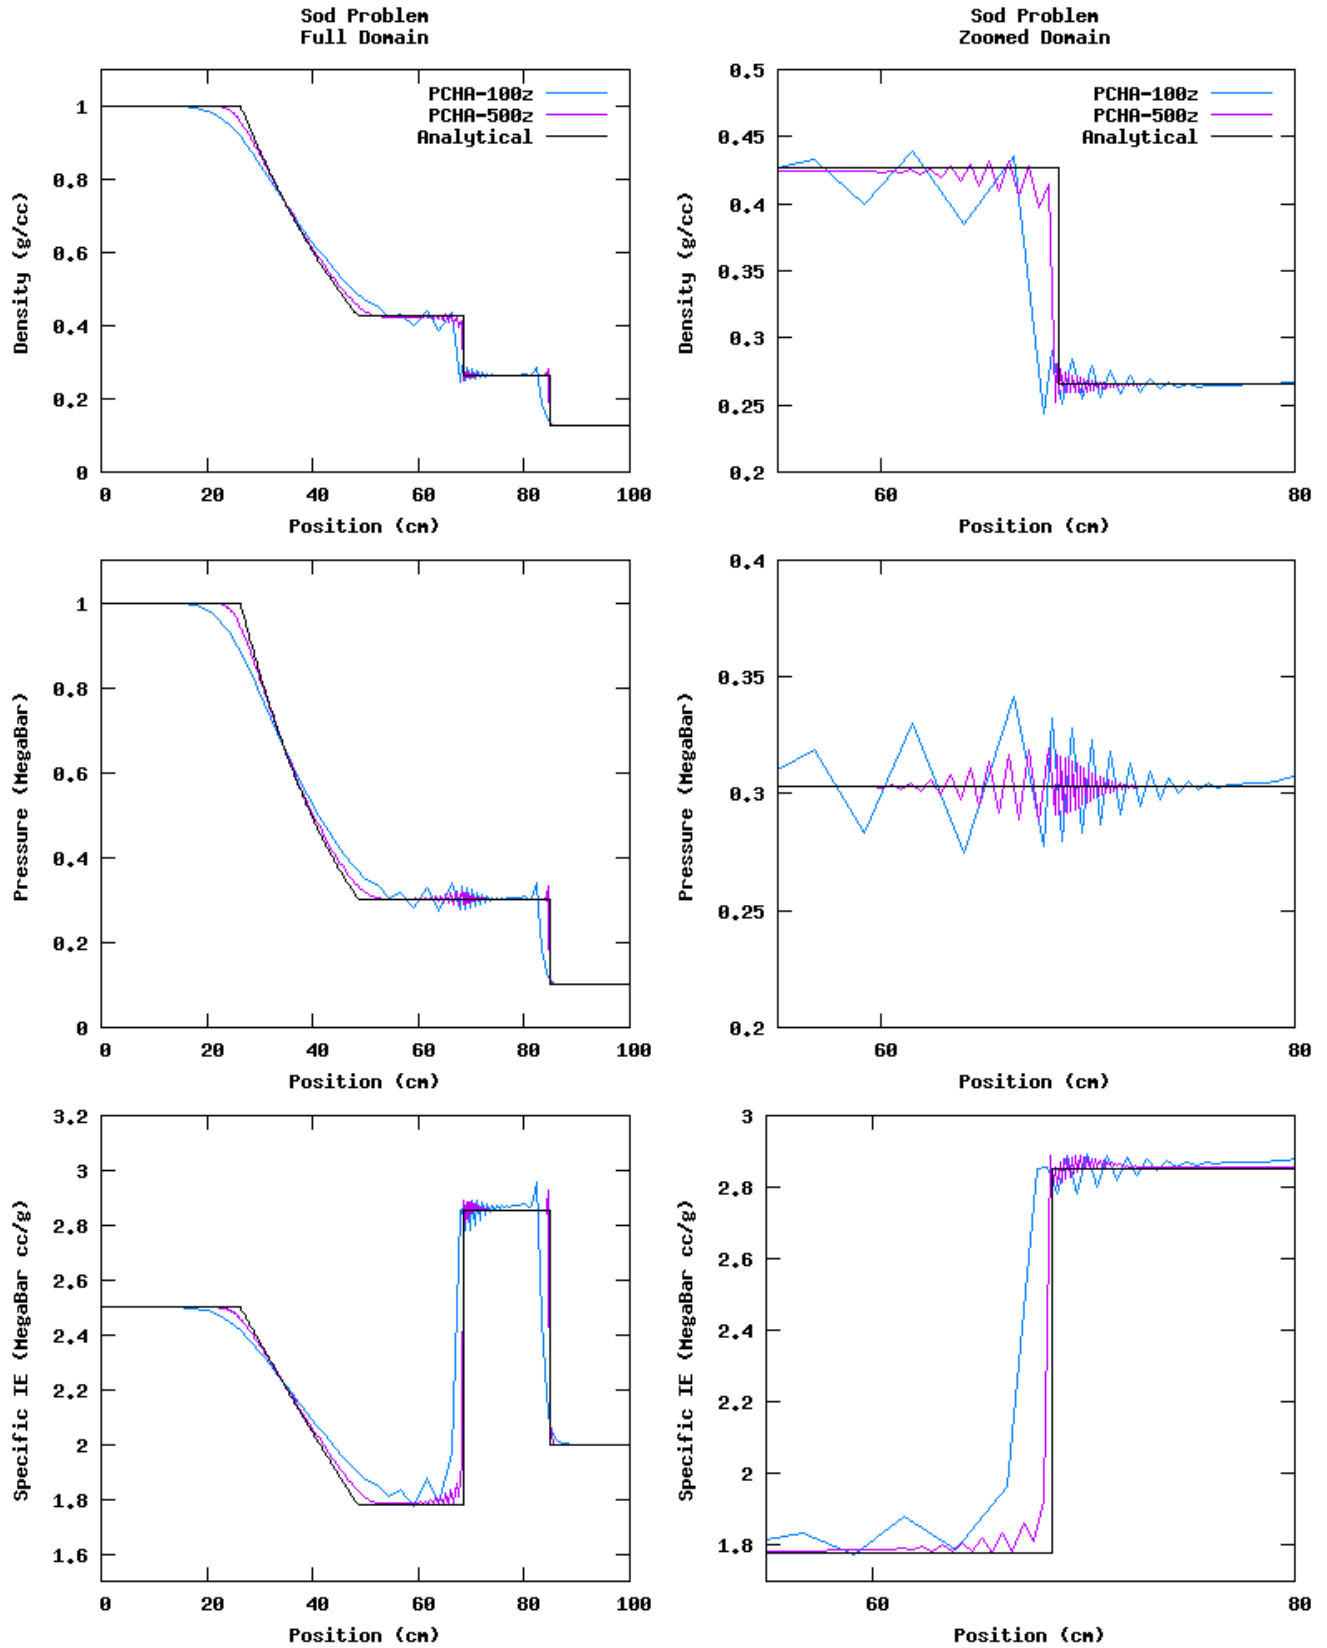 Sod Problem
Full Domain
PCHA-100z
PCHA-500z
Analytical
1
0.8
0.6
0.4
0.2
0
Density (g/cc)
0 20 40 60 80 100
Position (cm)
Sod Problem
Zoomed Domain
PCHA-100z
PCHA-500z
Analytical
0.5
0.45
0.4
0.35
0.3
0.25
0.2
Density (g/cc)
60 80
Position (cm)
1
0.8
0.6
0.4
0.2
0
Pressure (MegaBar)
0 20 40 60 80 100
Position (cm)
0.4
0.35
0.3
0.25
0.2
Pressure (MegaBar)
60 80
Position (cm)
3.2
3
2.8
2.6
2.4
2.2
2
1.8
1.6
Specific IE (MegaBar cc/g)
0 20 40 60 80 100
Position (cm)
3
2.8
2.6
2.4
2.2
2
1.8
Specific IE (MegaBar cc/g)
60 80
Position (cm)